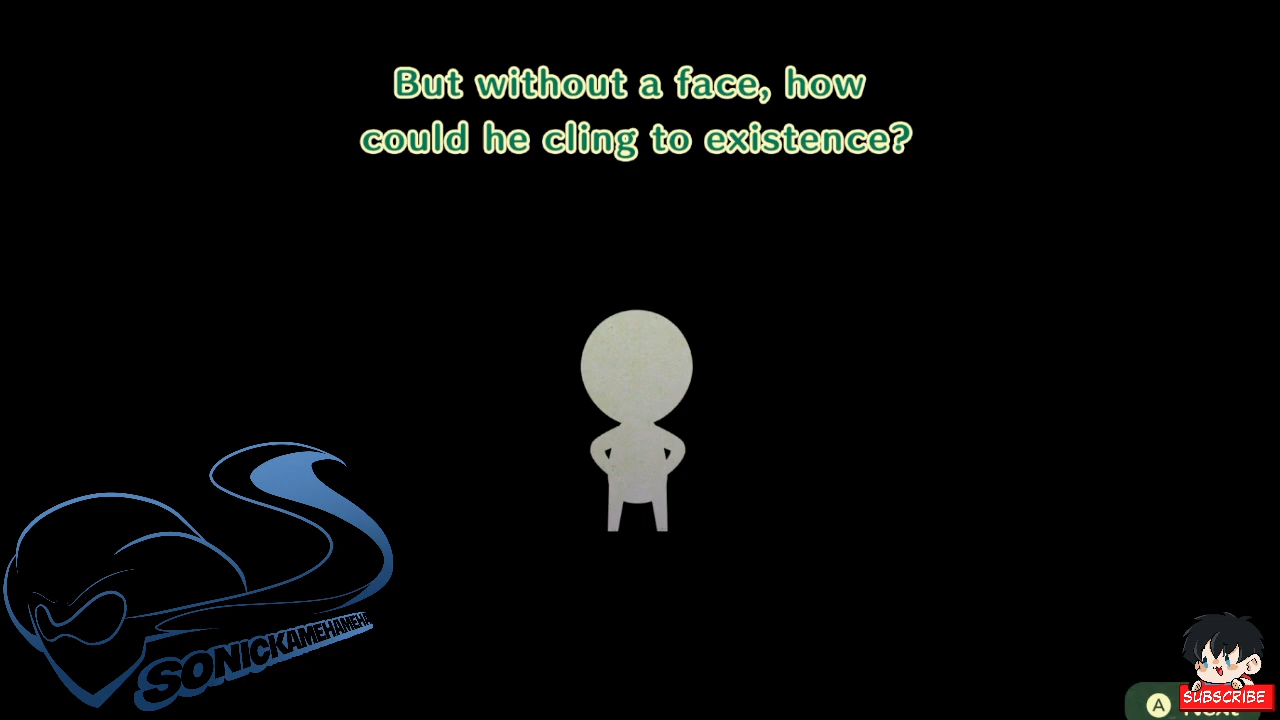 But without a face, how
could he cling to existence?
SONICKAMEHAMEHA
SUBSCRIBE
A